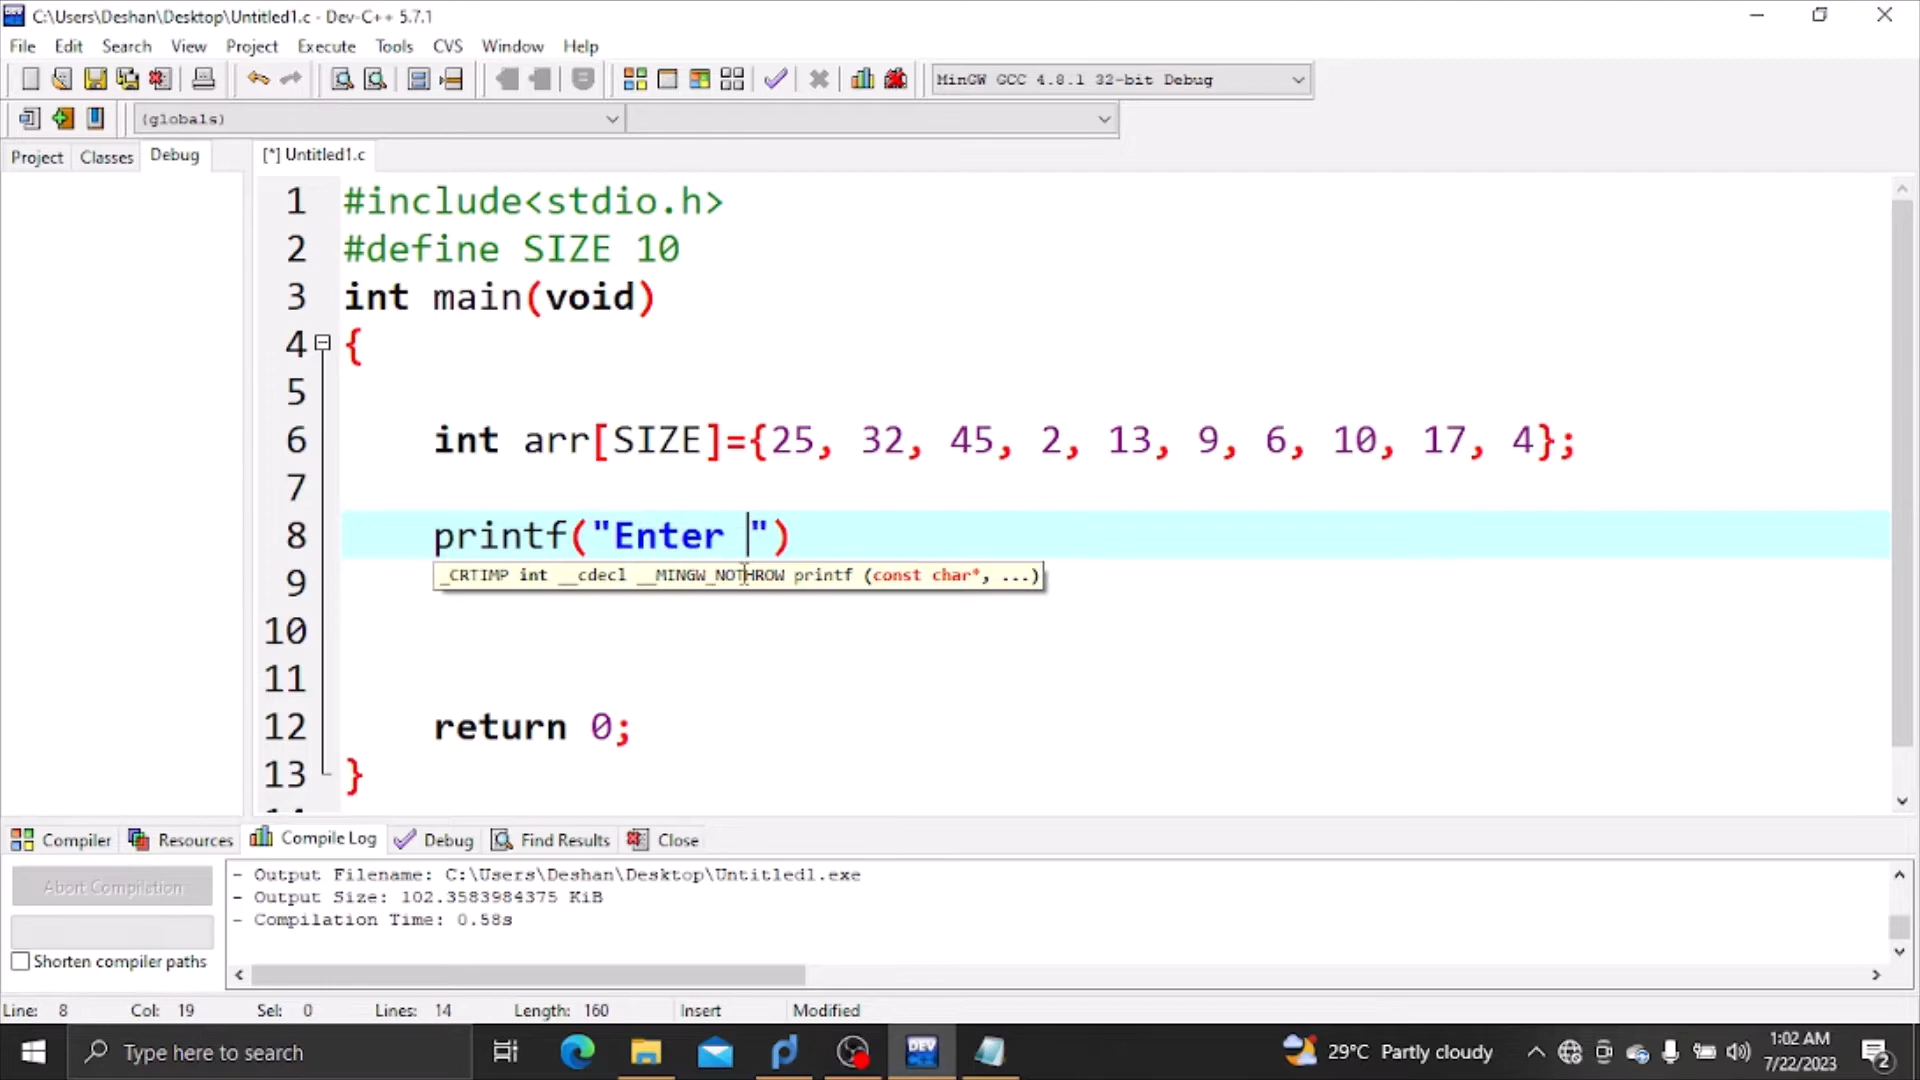 C:\Users\Deshan\Desktop\Untitled1.c - Dev-C++ 5.7.1
File Edit Search View Project Execute Tools CVS Window Help
MinGW GCC 4.8.1 32-bit Debug
(globals)
Project Classes Debug [*] Untitled1.c
1 #include<stdio.h>
2 #define SIZE 10
3 int main(void)
4 {
5
6 int arr[SIZE]={25, 32, 45, 2, 13, 9, 6, 10, 17, 4};
7
8 printf("Enter ")
_CRTIMP int __cdecl __MINGW_NOTHROW printf (const char*, ...)
9
10
11
12 return 0;
13 }
Compiler Resources Compile Log Debug Find Results Close
Abort Compilation
Shorten compiler paths
- Output Filename: C:\Users\Deshan\Desktop\Untitled1.exe
- Output Size: 102.3583984375 KiB
- Compilation Time: 0.58s
Line: 8 Col: 19 Sel: 0 Lines: 14 Length: 160 Insert Modified
Type here to search
DEV
29°C Partly cloudy
1:02 AM
7/22/2023
2